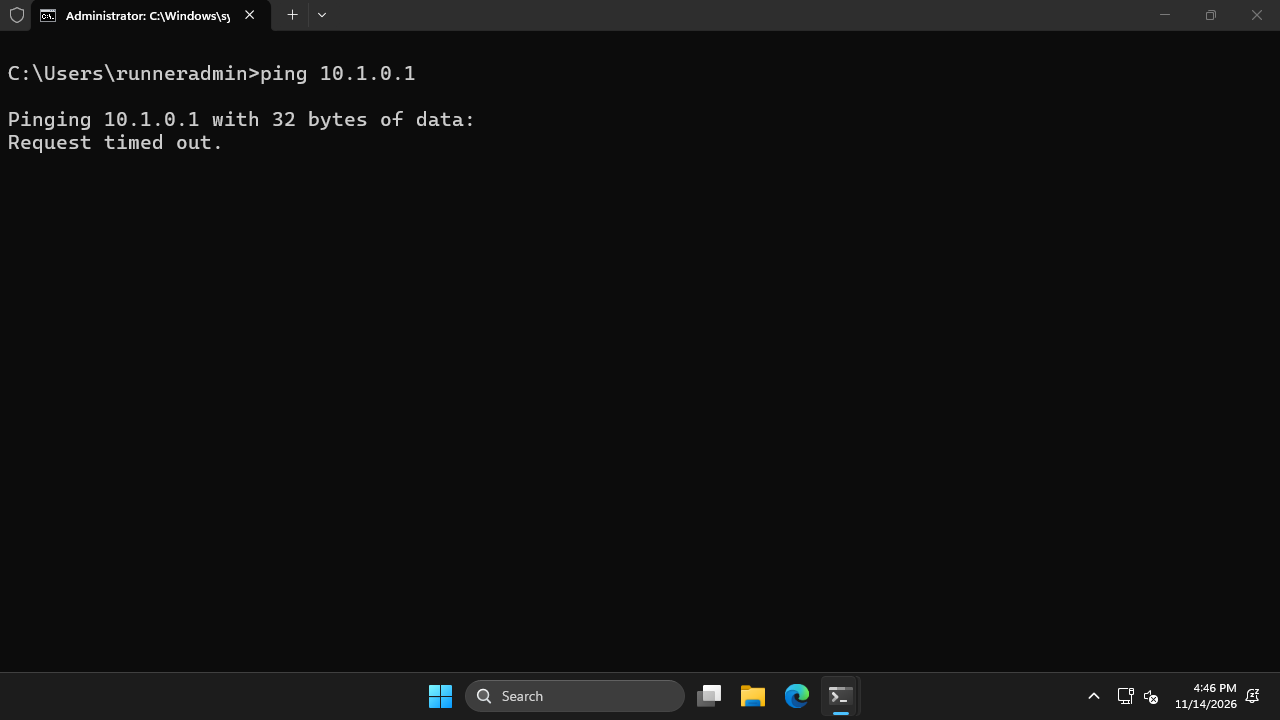 Administrator: C:\Windows\sy
C:\Users\runneradmin>ping 10.1.0.1
Pinging 10.1.0.1 with 32 bytes of data:
Request timed out.
Search
4:46 PM
11/14/2026